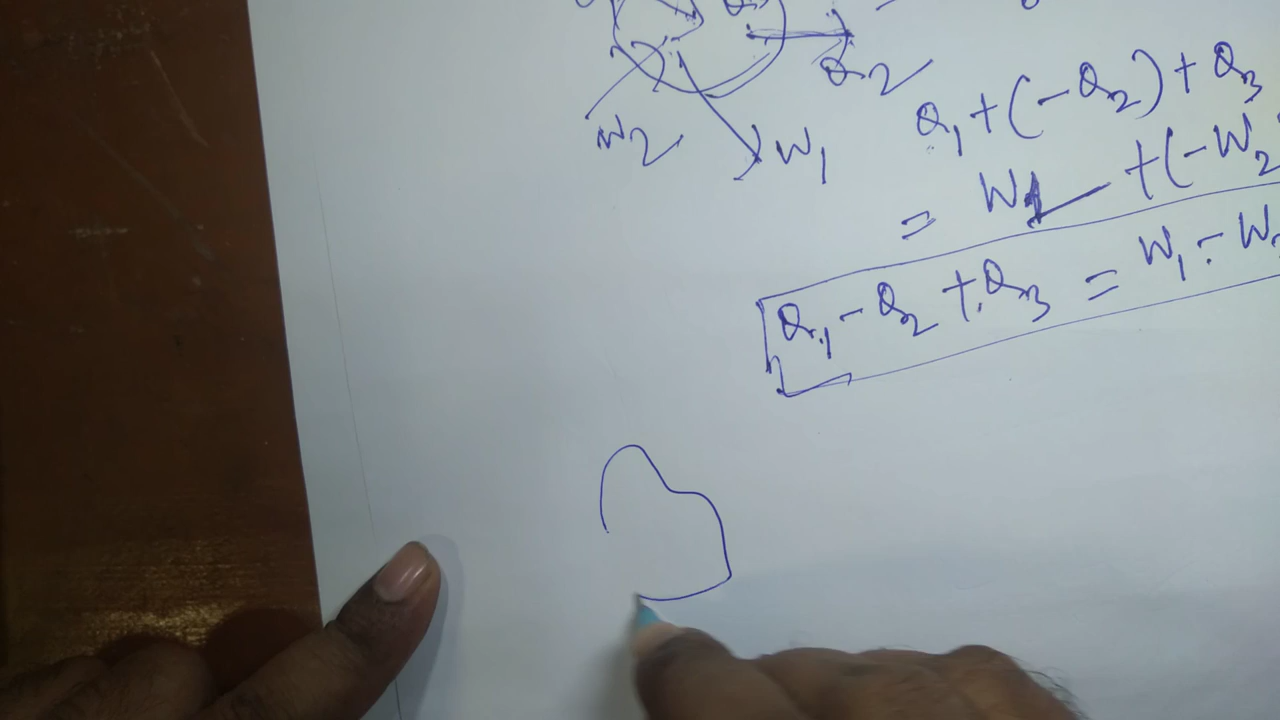 Q2
W2
W1
Q1 + (-Q2) + Q3
= W1 + (-W2
Q1 - Q2 + Q3 = W1 - W2